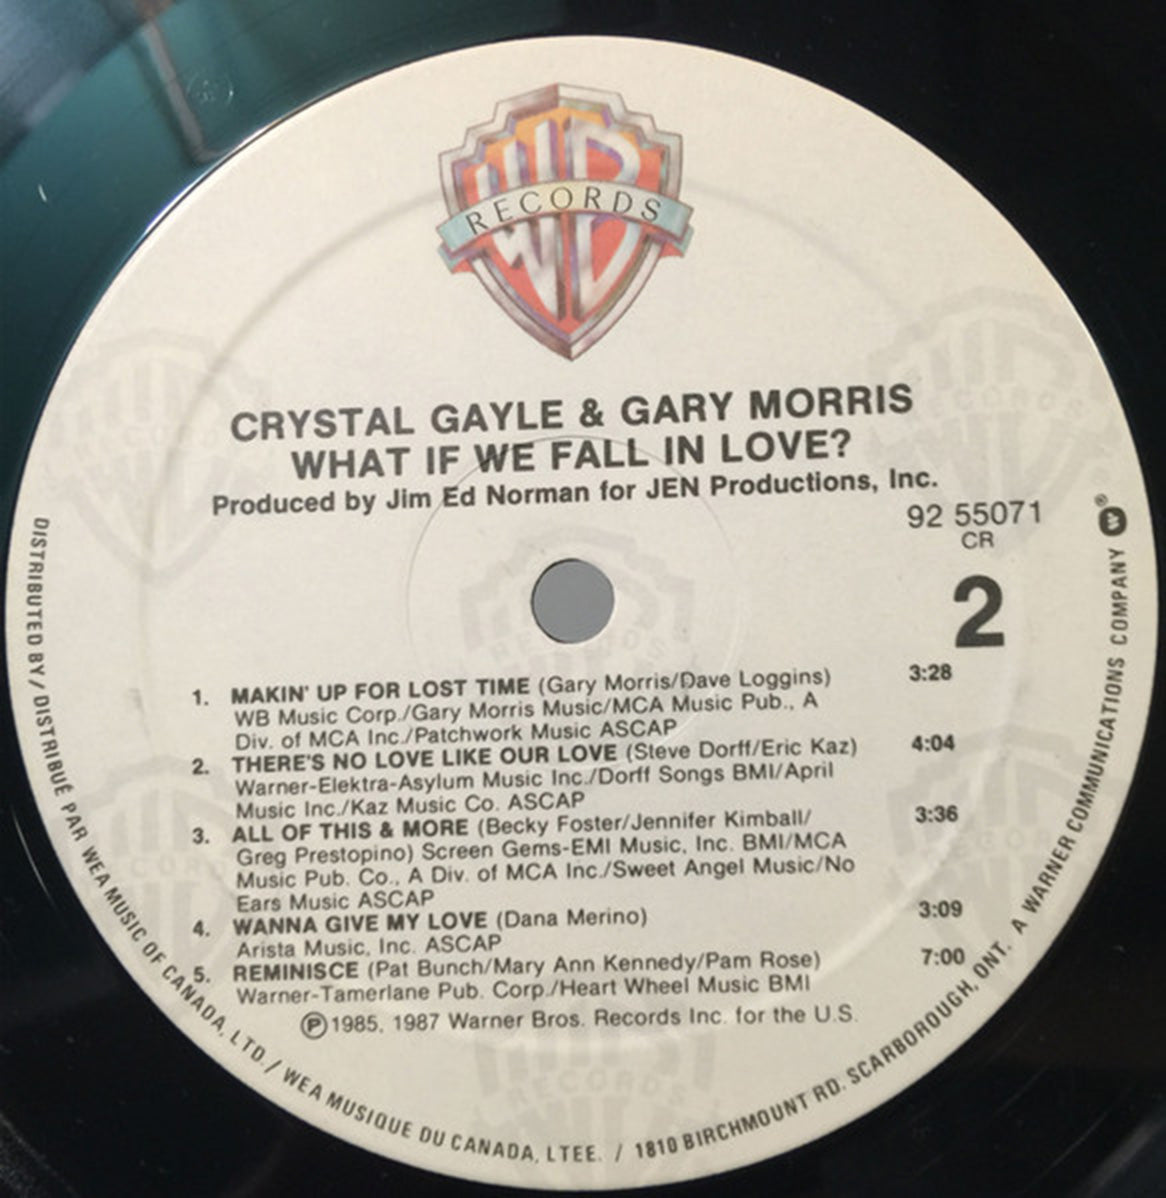 WB
RECORDS
CRYSTAL GAYLE & GARY MORRIS
WHAT IF WE FALL IN LOVE?
Produced by Jim Ed Norman for JEN Productions, Inc.
92 55071
CR
2
1. MAKIN' UP FOR LOST TIME (Gary Morris/Dave Loggins) 3:28
WB Music Corp./Gary Morris Music/MCA Music Pub., A
Div. of MCA Inc./Patchwork Music ASCAP
2. THERE'S NO LOVE LIKE OUR LOVE (Steve Dorff/Eric Kaz) 4:04
Warner-Elektra-Asylum Music Inc./Dorff Songs BMI/April
Music Inc./Kaz Music Co. ASCAP
3. ALL OF THIS & MORE (Becky Foster/Jennifer Kimball/ 3:36
Greg Prestopino) Screen Gems-EMI Music, Inc. BMI/MCA
Music Pub. Co., A Div. of MCA Inc./Sweet Angel Music/No
Ears Music ASCAP
4. WANNA GIVE MY LOVE (Dana Merino) 3:09
Arista Music, Inc. ASCAP
5. REMINISCE (Pat Bunch/Mary Ann Kennedy/Pam Rose) 7:00
Warner-Tamerlane Pub. Corp./Heart Wheel Music BMI
℗1985, 1987 Warner Bros. Records Inc. for the U.S.
DISTRIBUTED BY/DISTRIBUÉ PAR WEA MUSIC OF CANADA, LTD./WEA MUSIQUE DU CANADA, LTEE. / 1810 BIRCHMOUNT RD. SCARBOROUGH, ONT. A WARNER COMMUNICATIONS COMPANY W®